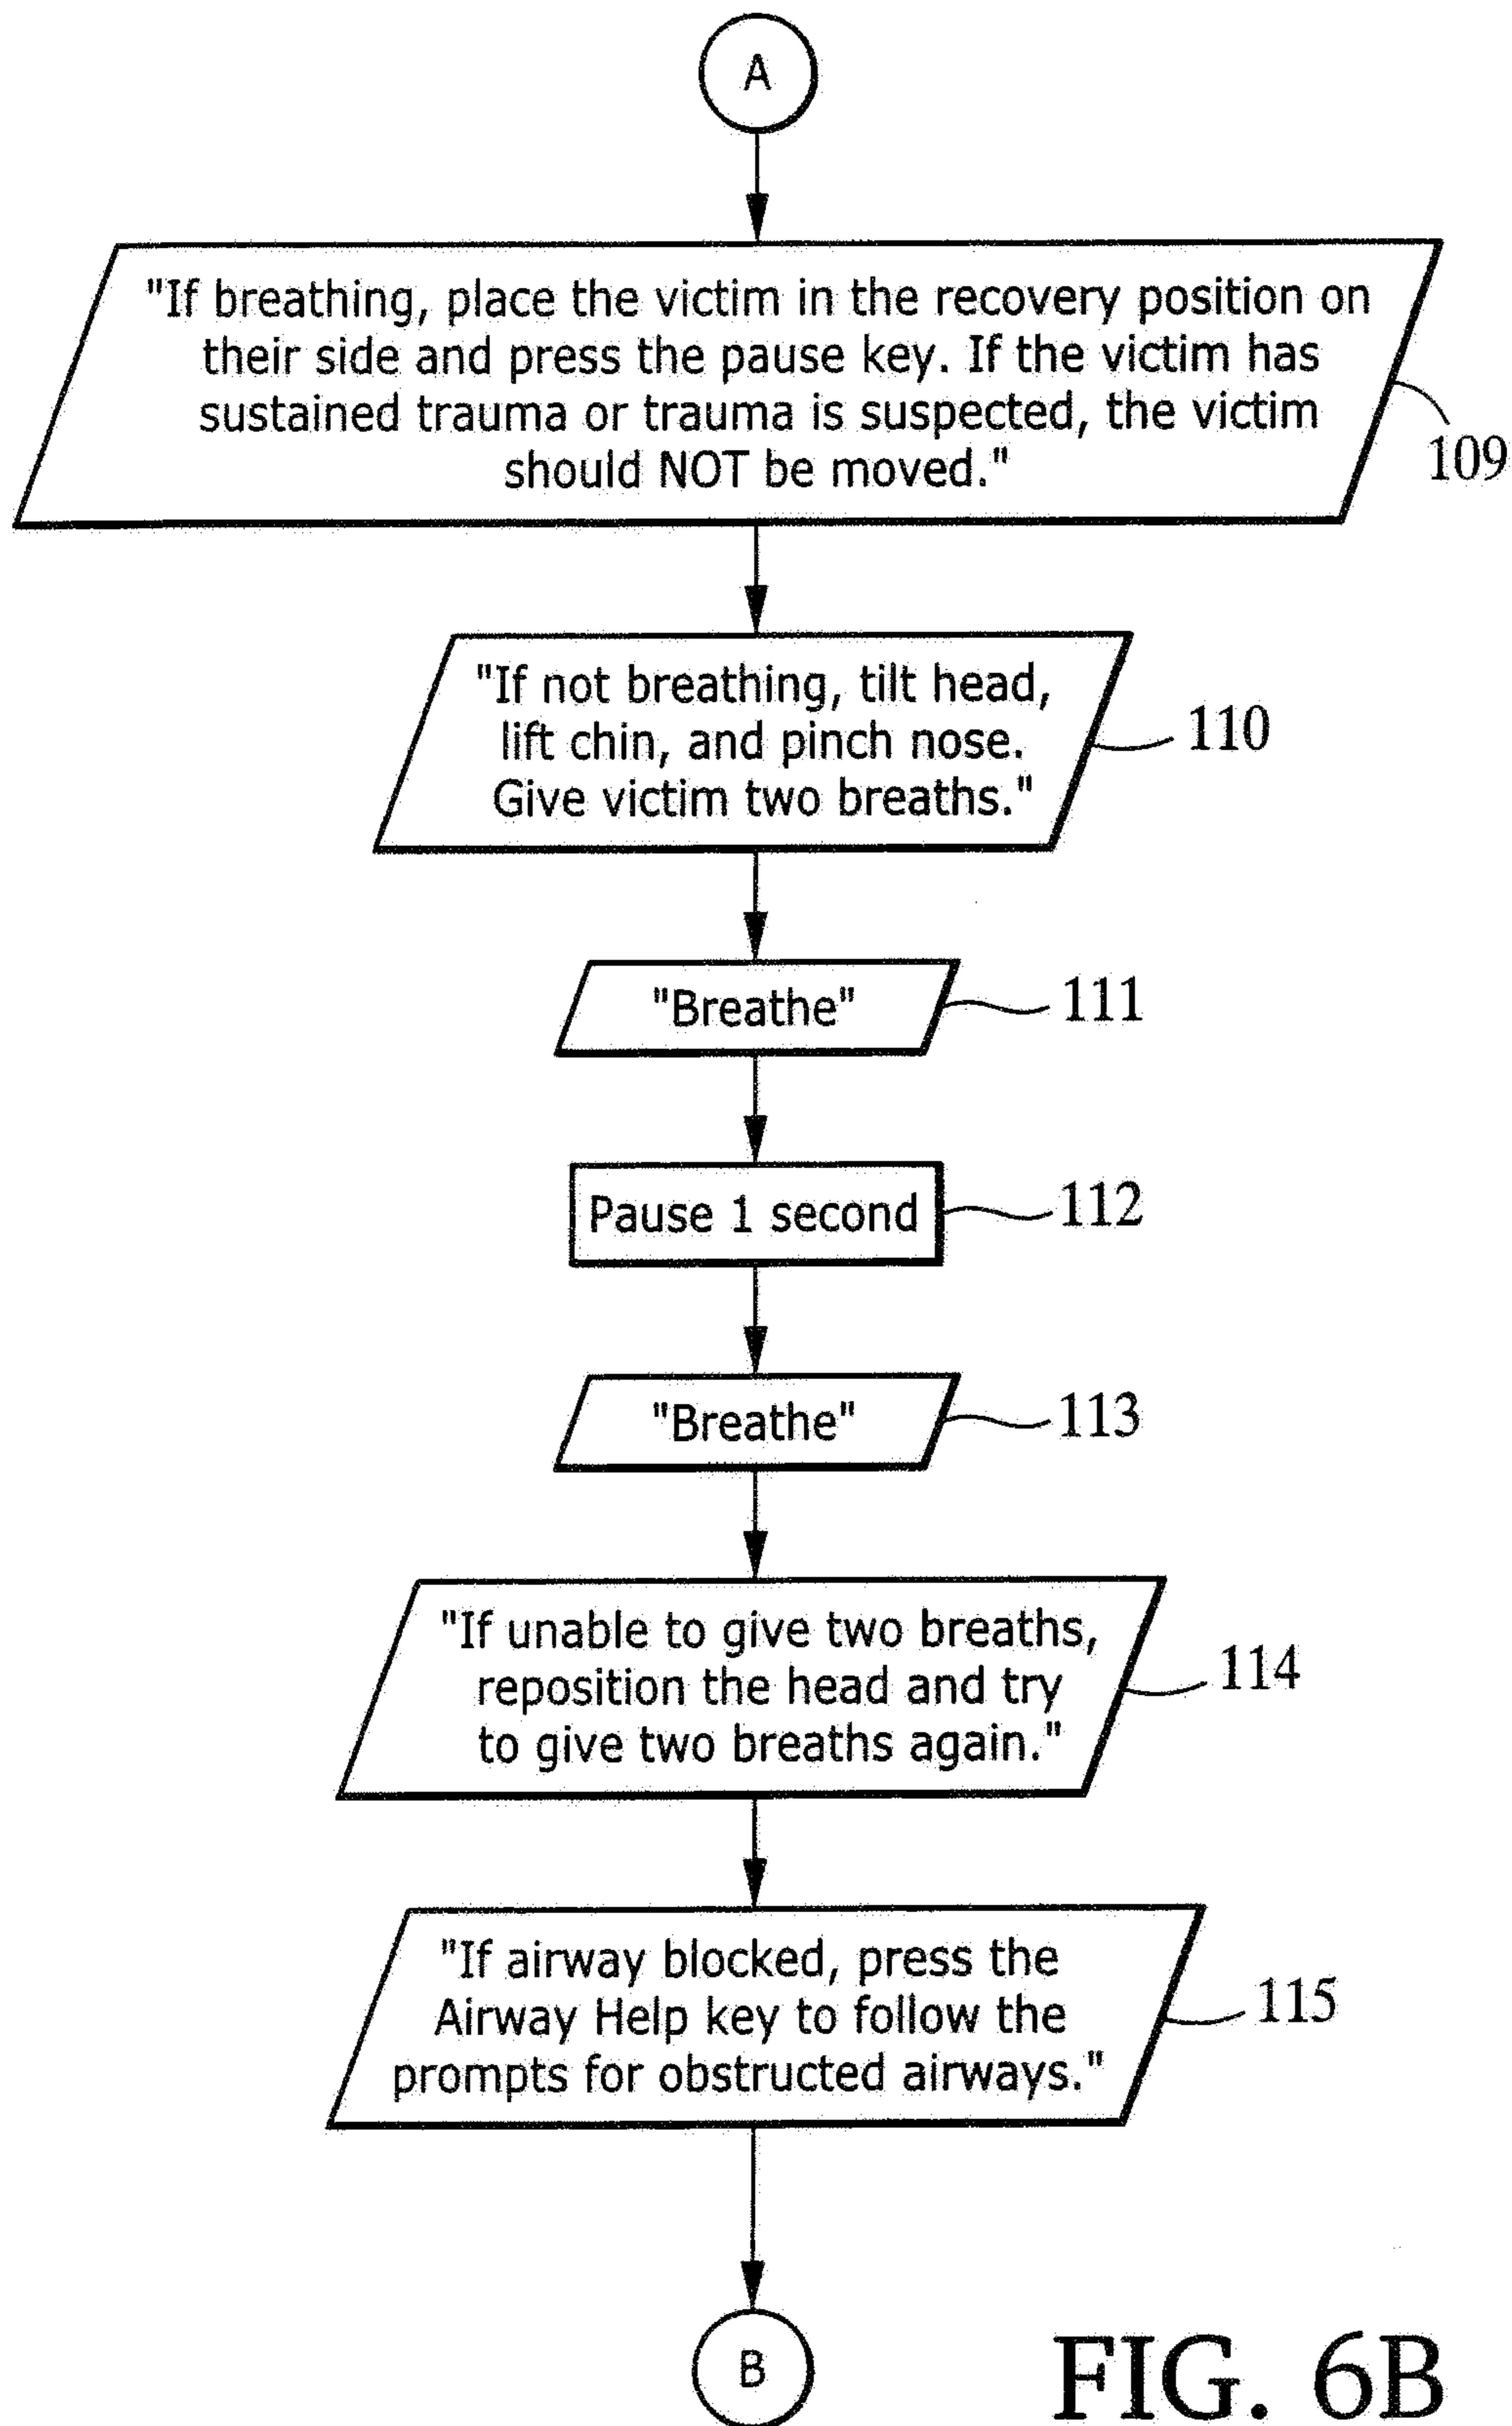 A
"If breathing, place the victim in the recovery position on
their side and press the pause key. If the victim has
sustained trauma or trauma is suspected, the victim
should NOT be moved."
109
"If not breathing, tilt head,
lift chin, and pinch nose.
Give victim two breaths."
110
"Breathe"
111
Pause 1 second
112
"Breathe"
113
"If unable to give two breaths,
reposition the head and try
to give two breaths again."
114
"If airway blocked, press the
Airway Help key to follow the
prompts for obstructed airways."
115
B
FIG. 6B